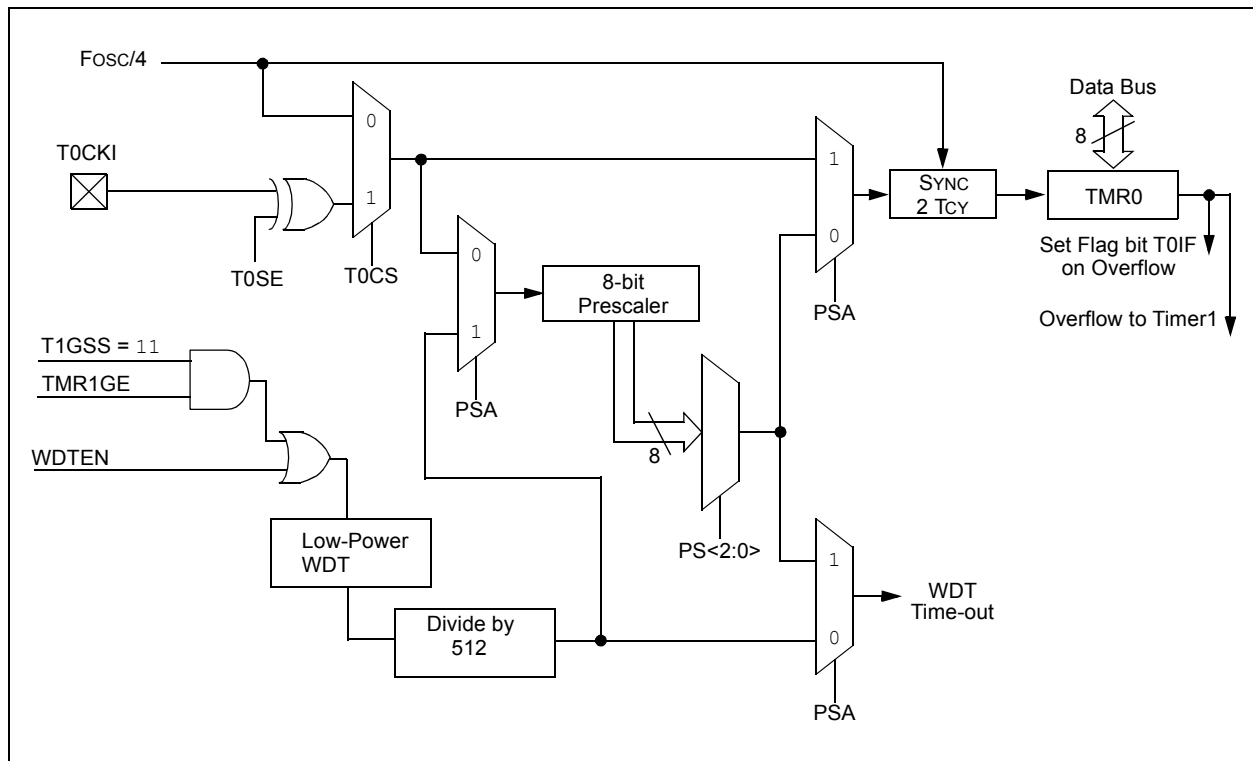 FOSC/4
Data Bus
8
T0CKI
0
1
T0SE
T0CS
1
0
PSA
SYNC
2 TCY
TMR0
Set Flag bit T0IF
on Overflow
Overflow to Timer1
0
1
PSA
8-bit
Prescaler
8
PS<2:0>
T1GSS = 11
TMR1GE
WDTEN
Low-Power
WDT
Divide by
512
1
0
PSA
WDT
Time-out